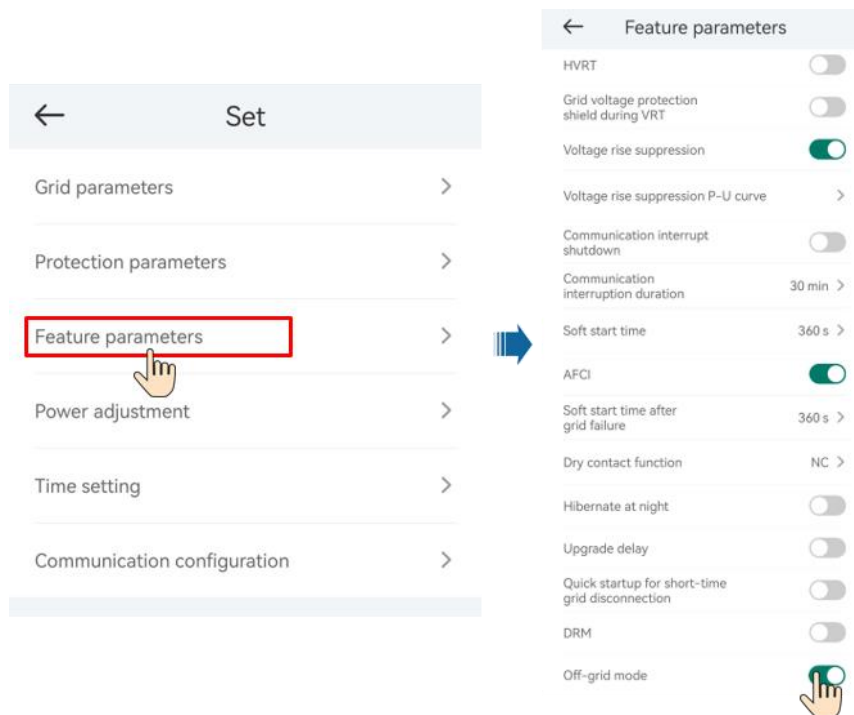 Set
Grid parameters
Protection parameters
Feature parameters
Power adjustment
Time setting
Communication configuration
Feature parameters
HVRT
Grid voltage protection
shield during VRT
Voltage rise suppression
Voltage rise suppression P-U curve
Communication interrupt
shutdown
Communication
interruption duration
30 min
Soft start time
360 s
AFCI
Soft start time after
grid failure
360 s
Dry contact function
NC
Hibernate at night
Upgrade delay
Quick startup for short-time
grid disconnection
DRM
Off-grid mode